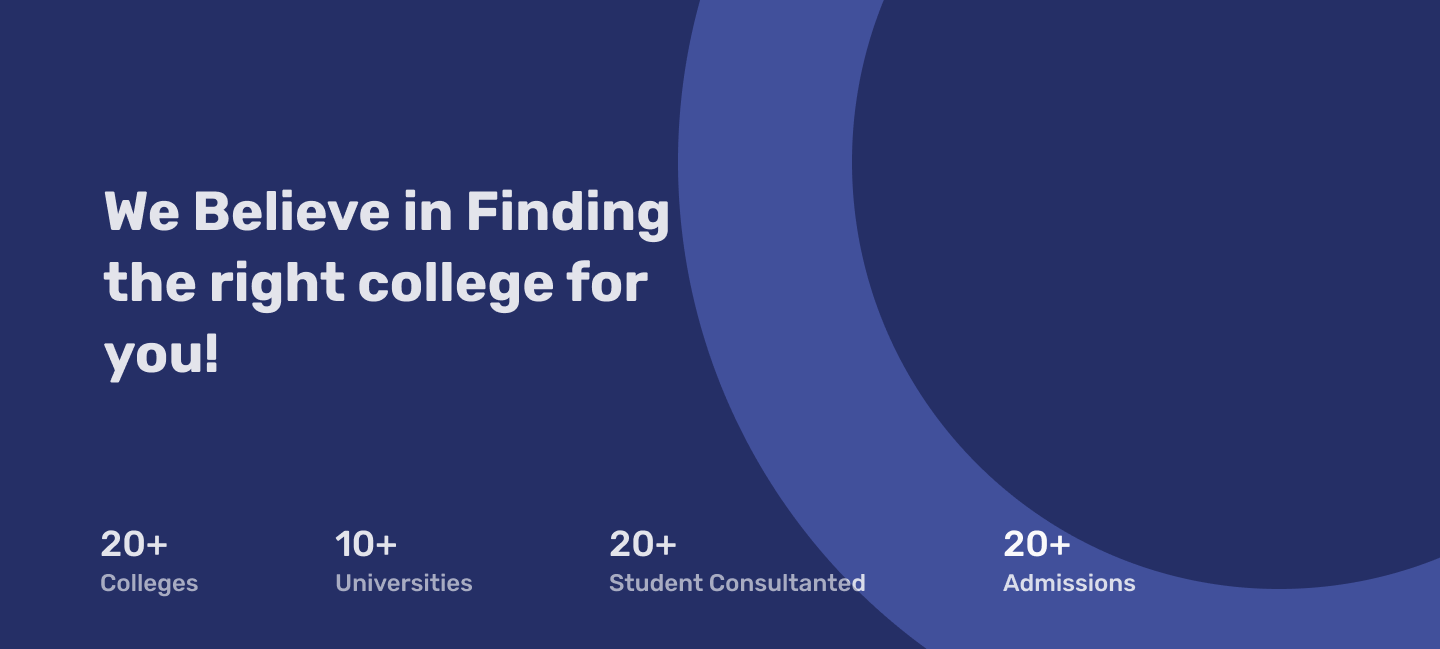 We Believe in Finding
the right college for
you!
20+ 10+ 20+ 20+
Colleges Universities Student Consultanted Admissions